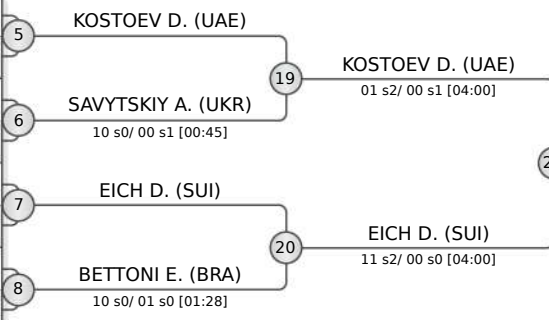 KOSTOEV D. (UAE)
5
19
KOSTOEV D. (UAE)
01 s2/ 00 s1 [04:00]
SAVYTSKIY A. (UKR)
6
10 s0/ 00 s1 [00:45]
EICH D. (SUI)
7
20
EICH D. (SUI)
11 s2/ 00 s0 [04:00]
BETTONI E. (BRA)
8
10 s0/ 01 s0 [01:28]